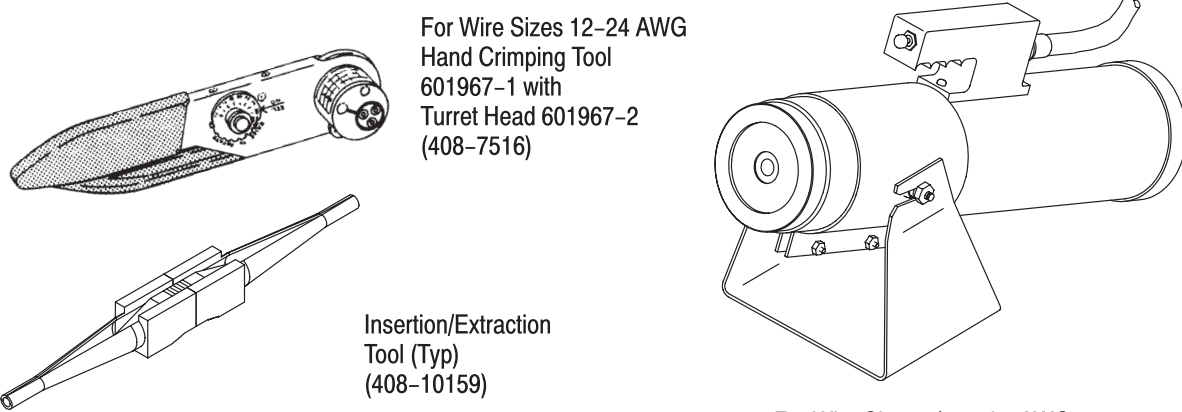 For Wire Sizes 12–24 AWG
Hand Crimping Tool
601967–1 with
Turret Head 601967–2
(408–7516)
Insertion/Extraction
Tool (Typ)
(408–10159)